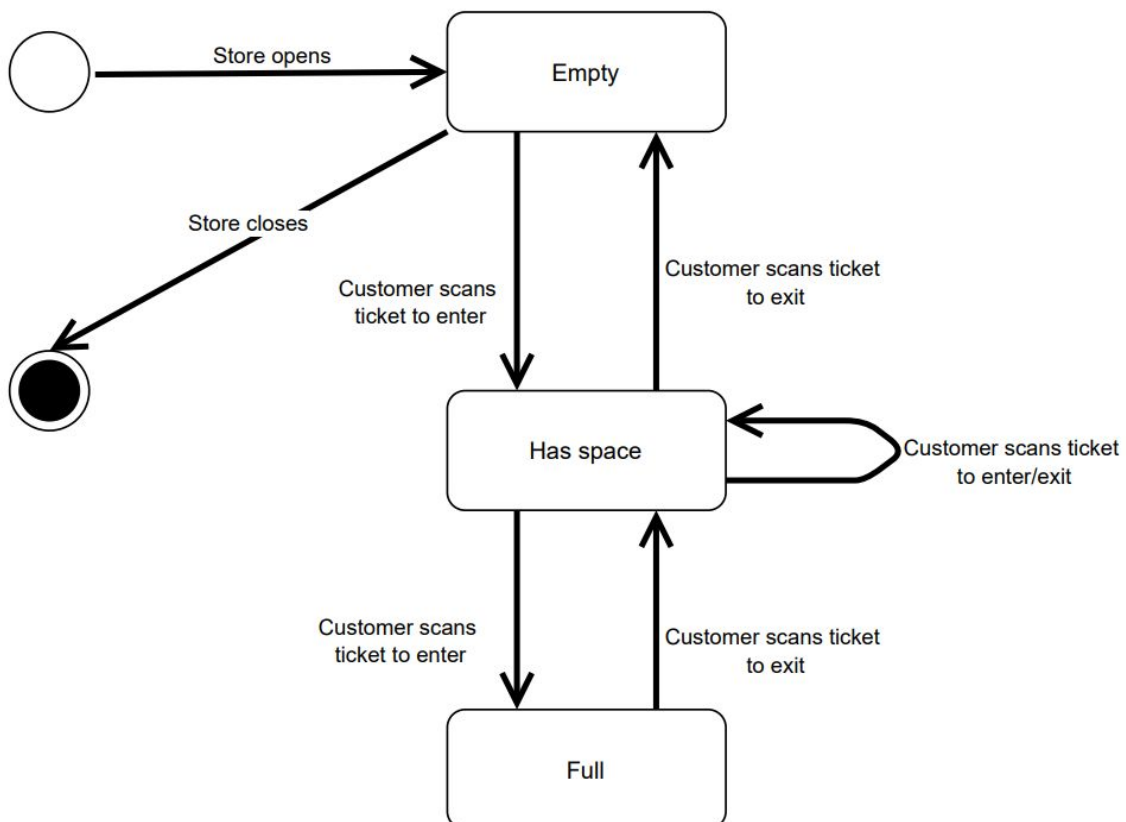 Store opens
Empty
Store closes
Customer scans ticket
to exit
Customer scans
ticket to enter
Has space
Customer scans ticket
to enter/exit
Customer scans
ticket to enter
Customer scans ticket
to exit
Full